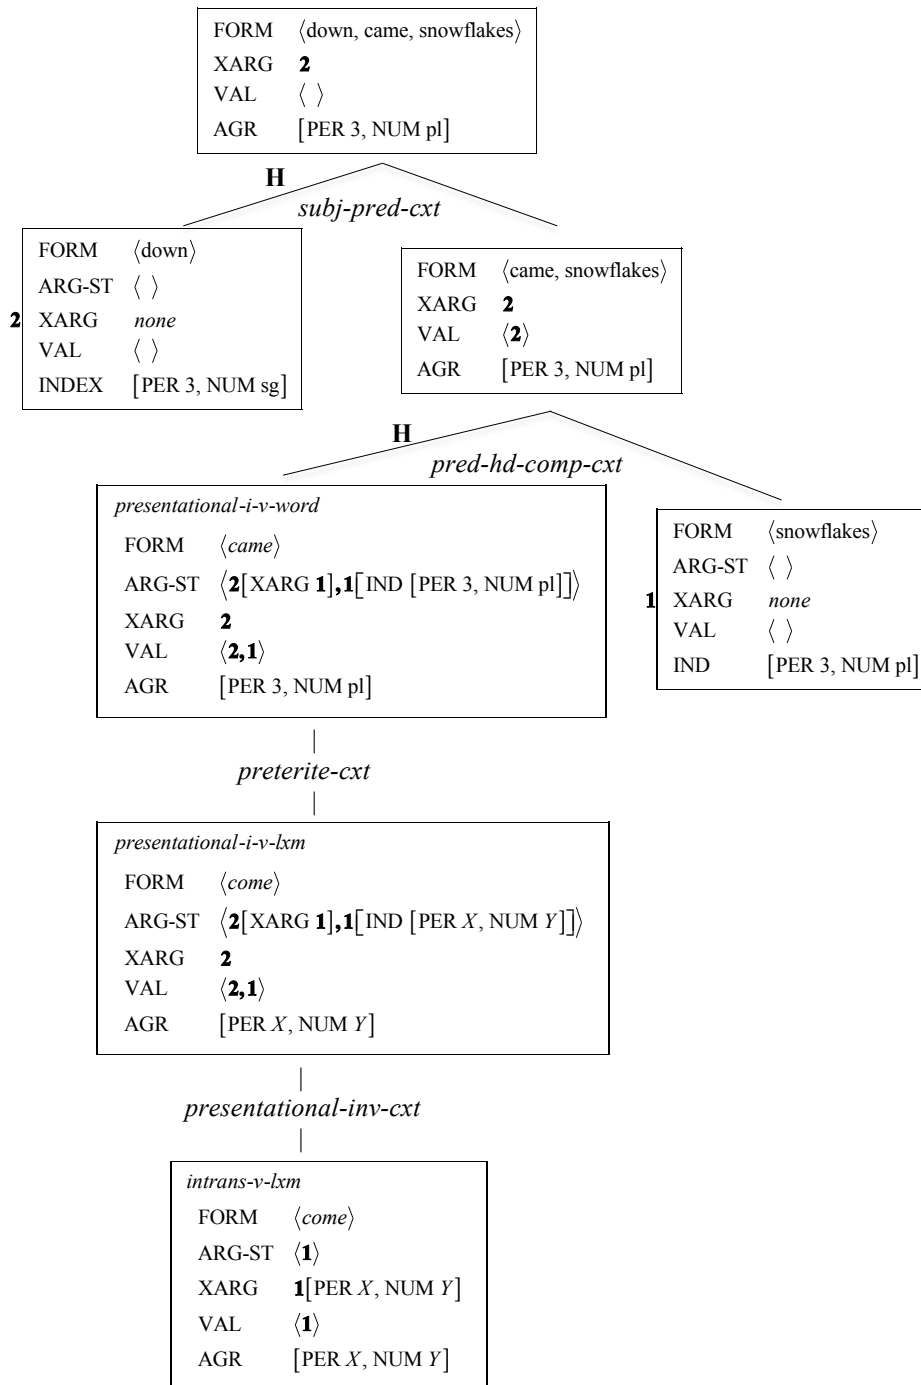 FORM ⟨down, came, snowflakes⟩
XARG 2
VAL ⟨ ⟩
AGR [PER 3, NUM pl]
H
subj-pred-cxt
FORM ⟨down⟩
ARG-ST ⟨ ⟩
2 XARG none
VAL ⟨ ⟩
INDEX [PER 3, NUM sg]
FORM ⟨came, snowflakes⟩
XARG 2
VAL ⟨2⟩
AGR [PER 3, NUM pl]
H
pred-hd-comp-cxt
presentational-i-v-word
FORM ⟨came⟩
ARG-ST ⟨2[XARG 1],1[IND [PER 3, NUM pl]]⟩
XARG 2
VAL ⟨2,1⟩
AGR [PER 3, NUM pl]
FORM ⟨snowflakes⟩
ARG-ST ⟨ ⟩
1 XARG none
VAL ⟨ ⟩
IND [PER 3, NUM pl]
preterite-cxt
presentational-i-v-lxm
FORM ⟨come⟩
ARG-ST ⟨2[XARG 1],1[IND [PER X, NUM Y]]⟩
XARG 2
VAL ⟨2,1⟩
AGR [PER X, NUM Y]
presentational-inv-cxt
intrans-v-lxm
FORM ⟨come⟩
ARG-ST ⟨1⟩
XARG 1[PER X, NUM Y]
VAL ⟨1⟩
AGR [PER X, NUM Y]